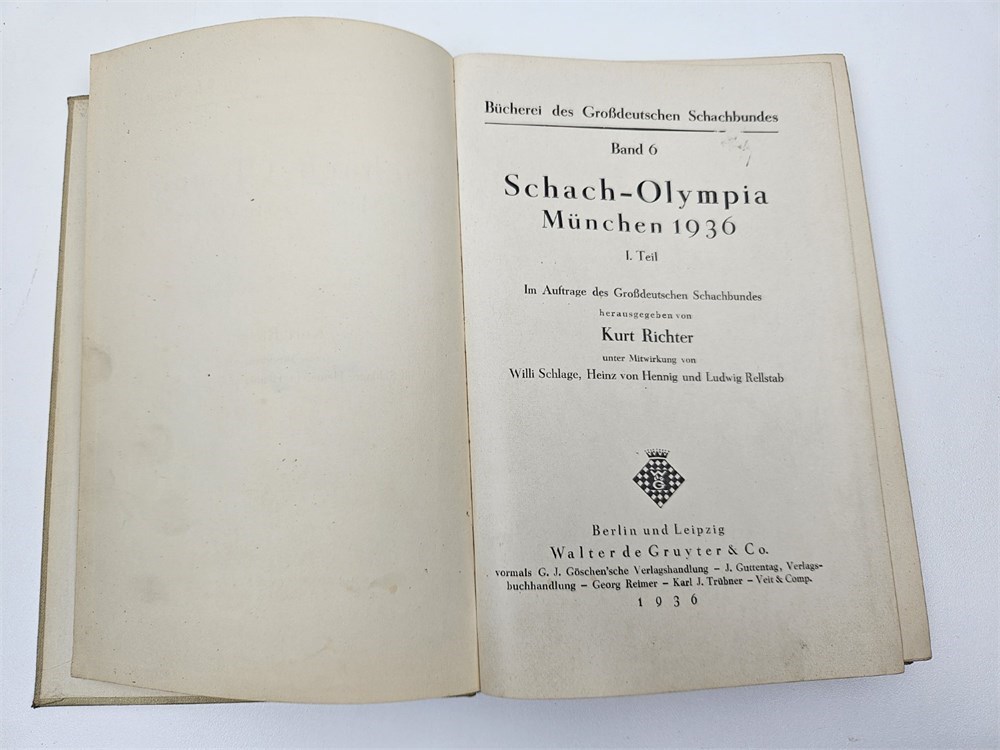 Bücherei des Großdeutschen Schachbundes
Band 6
Schach-Olympia
München 1936
I. Teil
Im Auftrage des Großdeutschen Schachbundes
herausgegeben von
Kurt Richter
unter Mitwirkung von
Willi Schlage, Heinz von Hennig und Ludwig Rellstab
W
G
Berlin und Leipzig
Walter de Gruyter & Co.
vormals G. J. Göschen'sche Verlagshandlung – J. Guttentag, Verlags-
buchhandlung – Georg Reimer – Karl J. Trübner – Veit & Comp.
1936